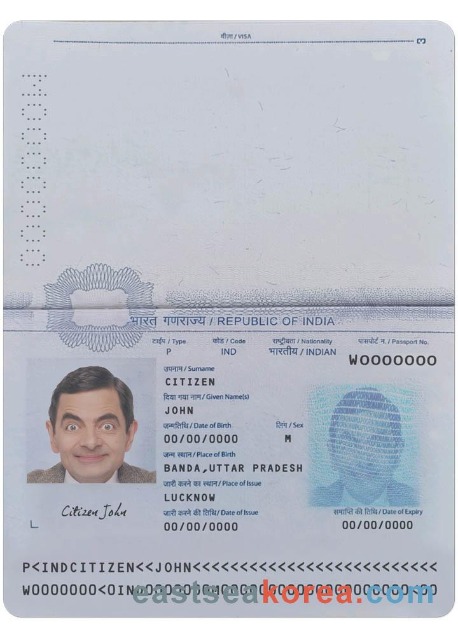 वीज़ा / VISA 3
W0000000
भारत गणराज्य / REPUBLIC OF INDIA
टाईप / Type कोड / Code राष्ट्रीयता / Nationality पासपोर्ट न. / Passport No.
P IND भारतीय / INDIAN W0000000
उपनाम / Surname
CITIZEN
दिया गया नाम / Given Name(s)
JOHN
जन्मतिथि / Date of Birth लिंग / Sex
00/00/0000 M
जन्म स्थान / Place of Birth
BANDA,UTTAR PRADESH
जारी करने का स्थान / Place of Issue
LUCKNOW
जारी करने की तिथि / Date of Issue समाप्ति की तिथि / Date of Expiry
00/00/0000 00/00/0000
Citizen John
P<INDCITIZEN<<JOHN<<<<<<<<<<<<<<<<<<<<<<<<<<
eastseakorea.com